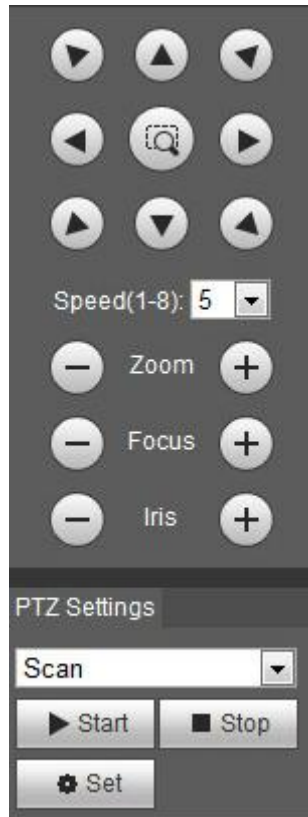 Speed(1-8): 5
Zoom
Focus
Iris
PTZ Settings
Scan
Start Stop
Set